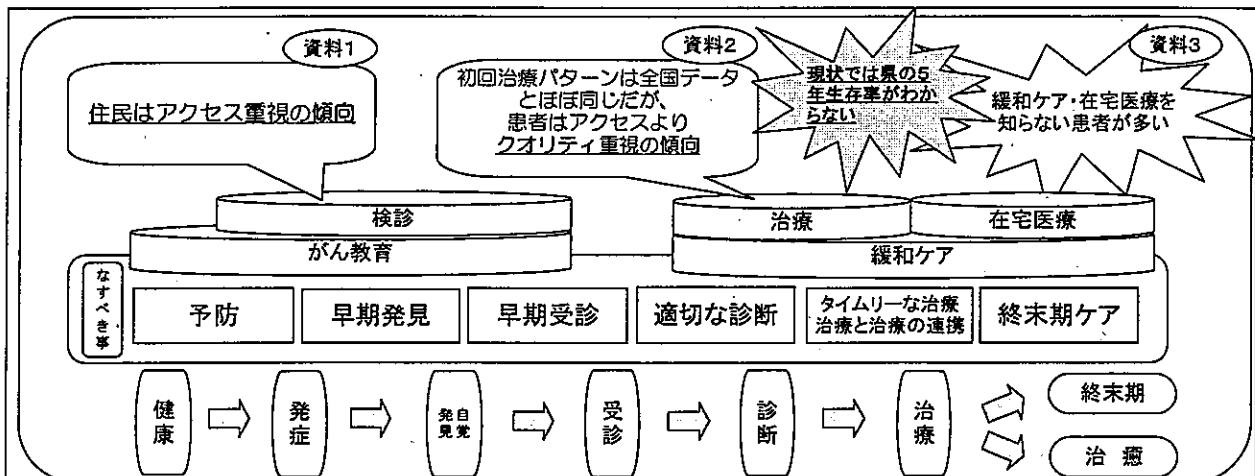 資料1
住民はアクセス重視の傾向
資料2
初回治療パターンは全国データ
とほぼ同じだが、
患者はアクセスより
クオリティ重視の傾向
現状では県の5
年生存率がわか
らない
資料3
緩和ケア・在宅医療を
知らない患者が多い
検診
がん教育
治療
在宅医療
緩和ケア
なすべき事
予防
早期発見
早期受診
適切な診断
タイムリーな治療
治療と治療の連携
終末期ケア
健康
発症
自覚
発見
受診
診断
治療
終末期
治癒